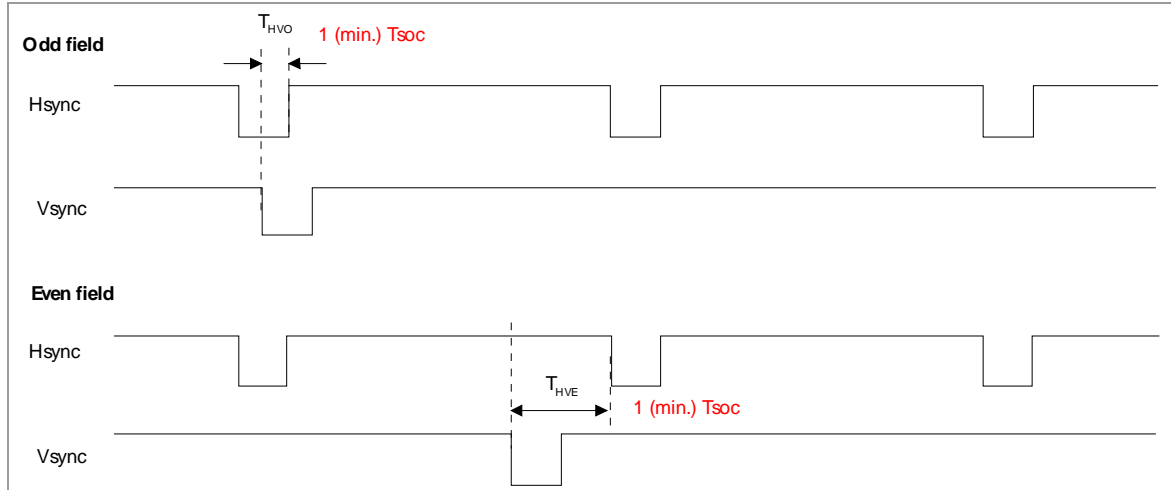 T_HVO 1 (min.) Tsoc
Odd field
Hsync
Vsync
Even field
Hsync
T_HVE
1 (min.) Tsoc
Vsync